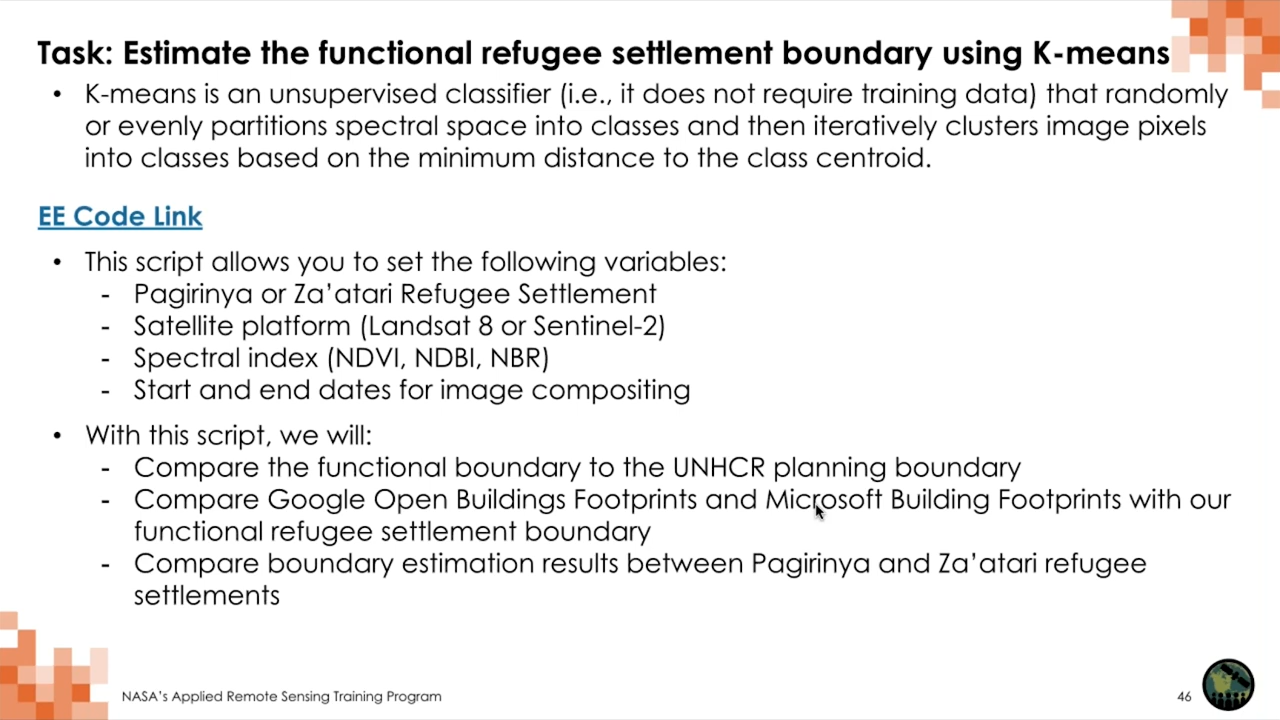 Task: Estimate the functional refugee settlement boundary using K-means
• K-means is an unsupervised classifier (i.e., it does not require training data) that randomly
or evenly partitions spectral space into classes and then iteratively clusters image pixels
into classes based on the minimum distance to the class centroid.
EE Code Link
• This script allows you to set the following variables:
- Pagirinya or Za’atari Refugee Settlement
- Satellite platform (Landsat 8 or Sentinel-2)
- Spectral index (NDVI, NDBI, NBR)
- Start and end dates for image compositing
• With this script, we will:
- Compare the functional boundary to the UNHCR planning boundary
- Compare Google Open Buildings Footprints and Microsoft Building Footprints with our
functional refugee settlement boundary
- Compare boundary estimation results between Pagirinya and Za’atari refugee
settlements
NASA’s Applied Remote Sensing Training Program
46